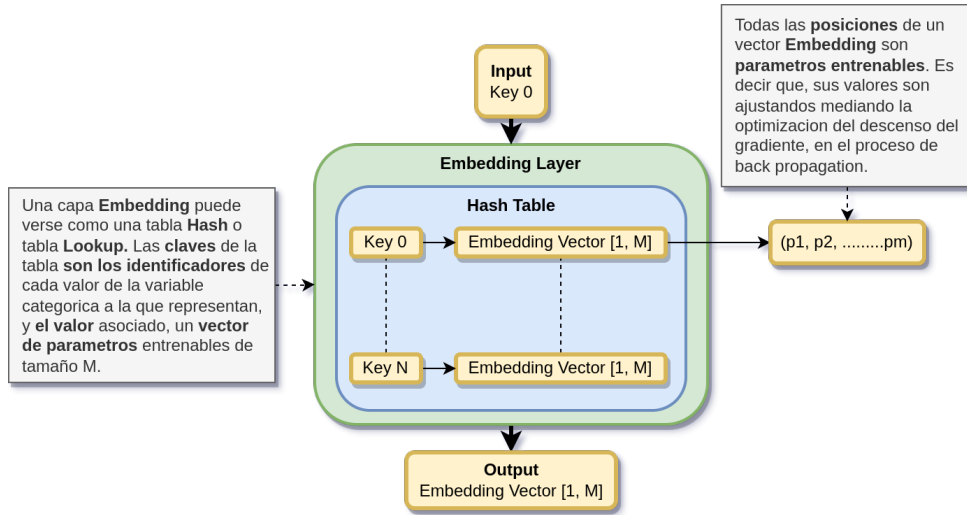 Todas las posiciones de un
vector Embedding son
parametros entrenables. Es
decir que, sus valores son
ajustandos mediando la
optimizacion del descenso del
gradiente, en el proceso de
back propagation.
Input
Key 0
Embedding Layer
Una capa Embedding puede
verse como una tabla Hash o
tabla Lookup. Las claves de la
tabla son los identificadores de
cada valor de la variable
categorica a la que representan,
y el valor asociado, un vector
de parametros entrenables de
tamaño M.
Hash Table
Key 0
Embedding Vector [1, M]
(p1, p2, .........pm)
Key N
Embedding Vector [1, M]
Output
Embedding Vector [1, M]